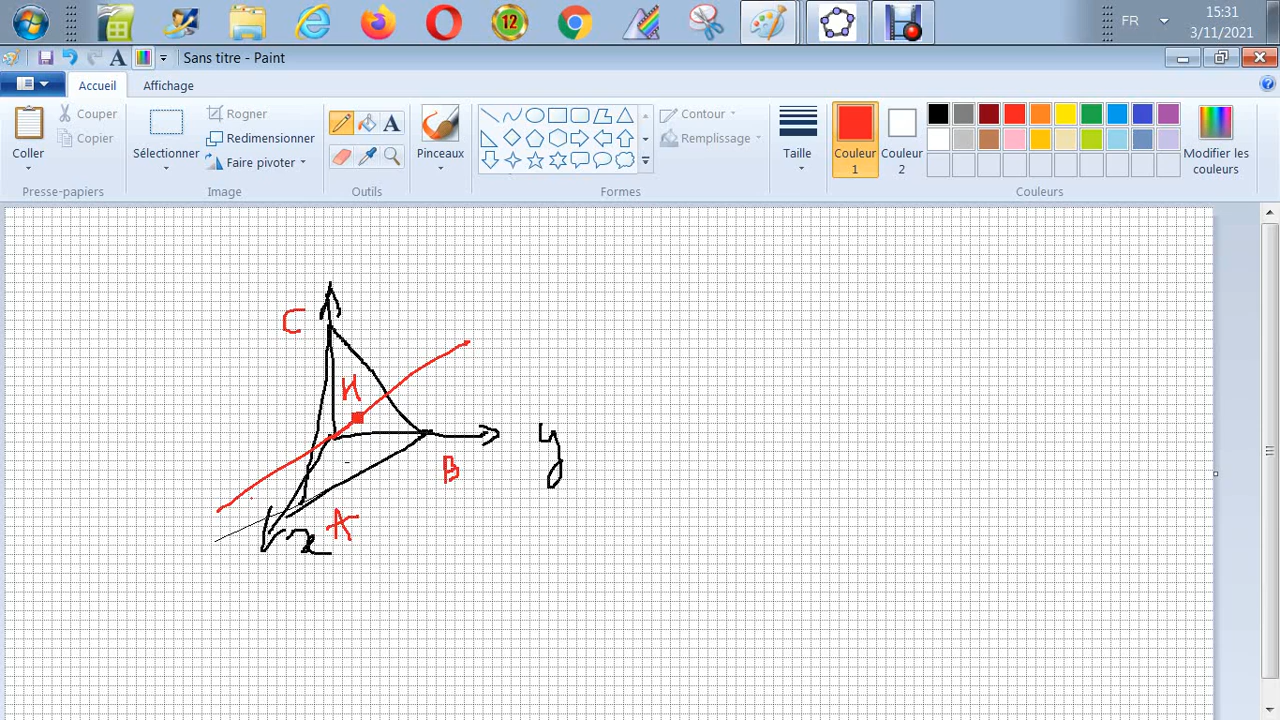 12
FR
15:31
3/11/2021
Sans titre - Paint
Accueil
Affichage
Coller
Couper
Copier
Presse-papiers
Sélectionner
Rogner
Redimensionner
Faire pivoter
Image
A
Outils
Pinceaux
Contour
Remplissage
Formes
Taille
Couleur 1
Couleur 2
Modifier les couleurs
Couleurs
C
H
y
B
A
x